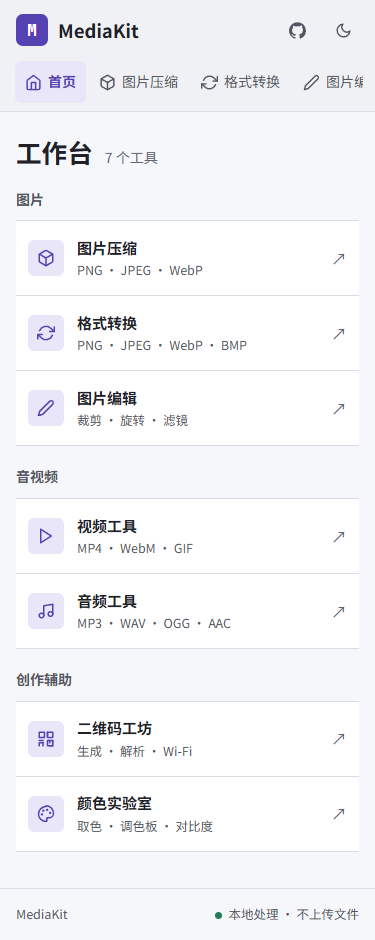 M MediaKit
首页 图片压缩 格式转换 图片编
工作台 7 个工具
图片
图片压缩
PNG • JPEG • WebP
格式转换
PNG • JPEG • WebP • BMP
图片编辑
裁剪 • 旋转 • 滤镜
音视频
视频工具
MP4 • WebM • GIF
音频工具
MP3 • WAV • OGG • AAC
创作辅助
二维码工坊
生成 • 解析 • Wi-Fi
颜色实验室
取色 • 调色板 • 对比度
MediaKit 本地处理 • 不上传文件